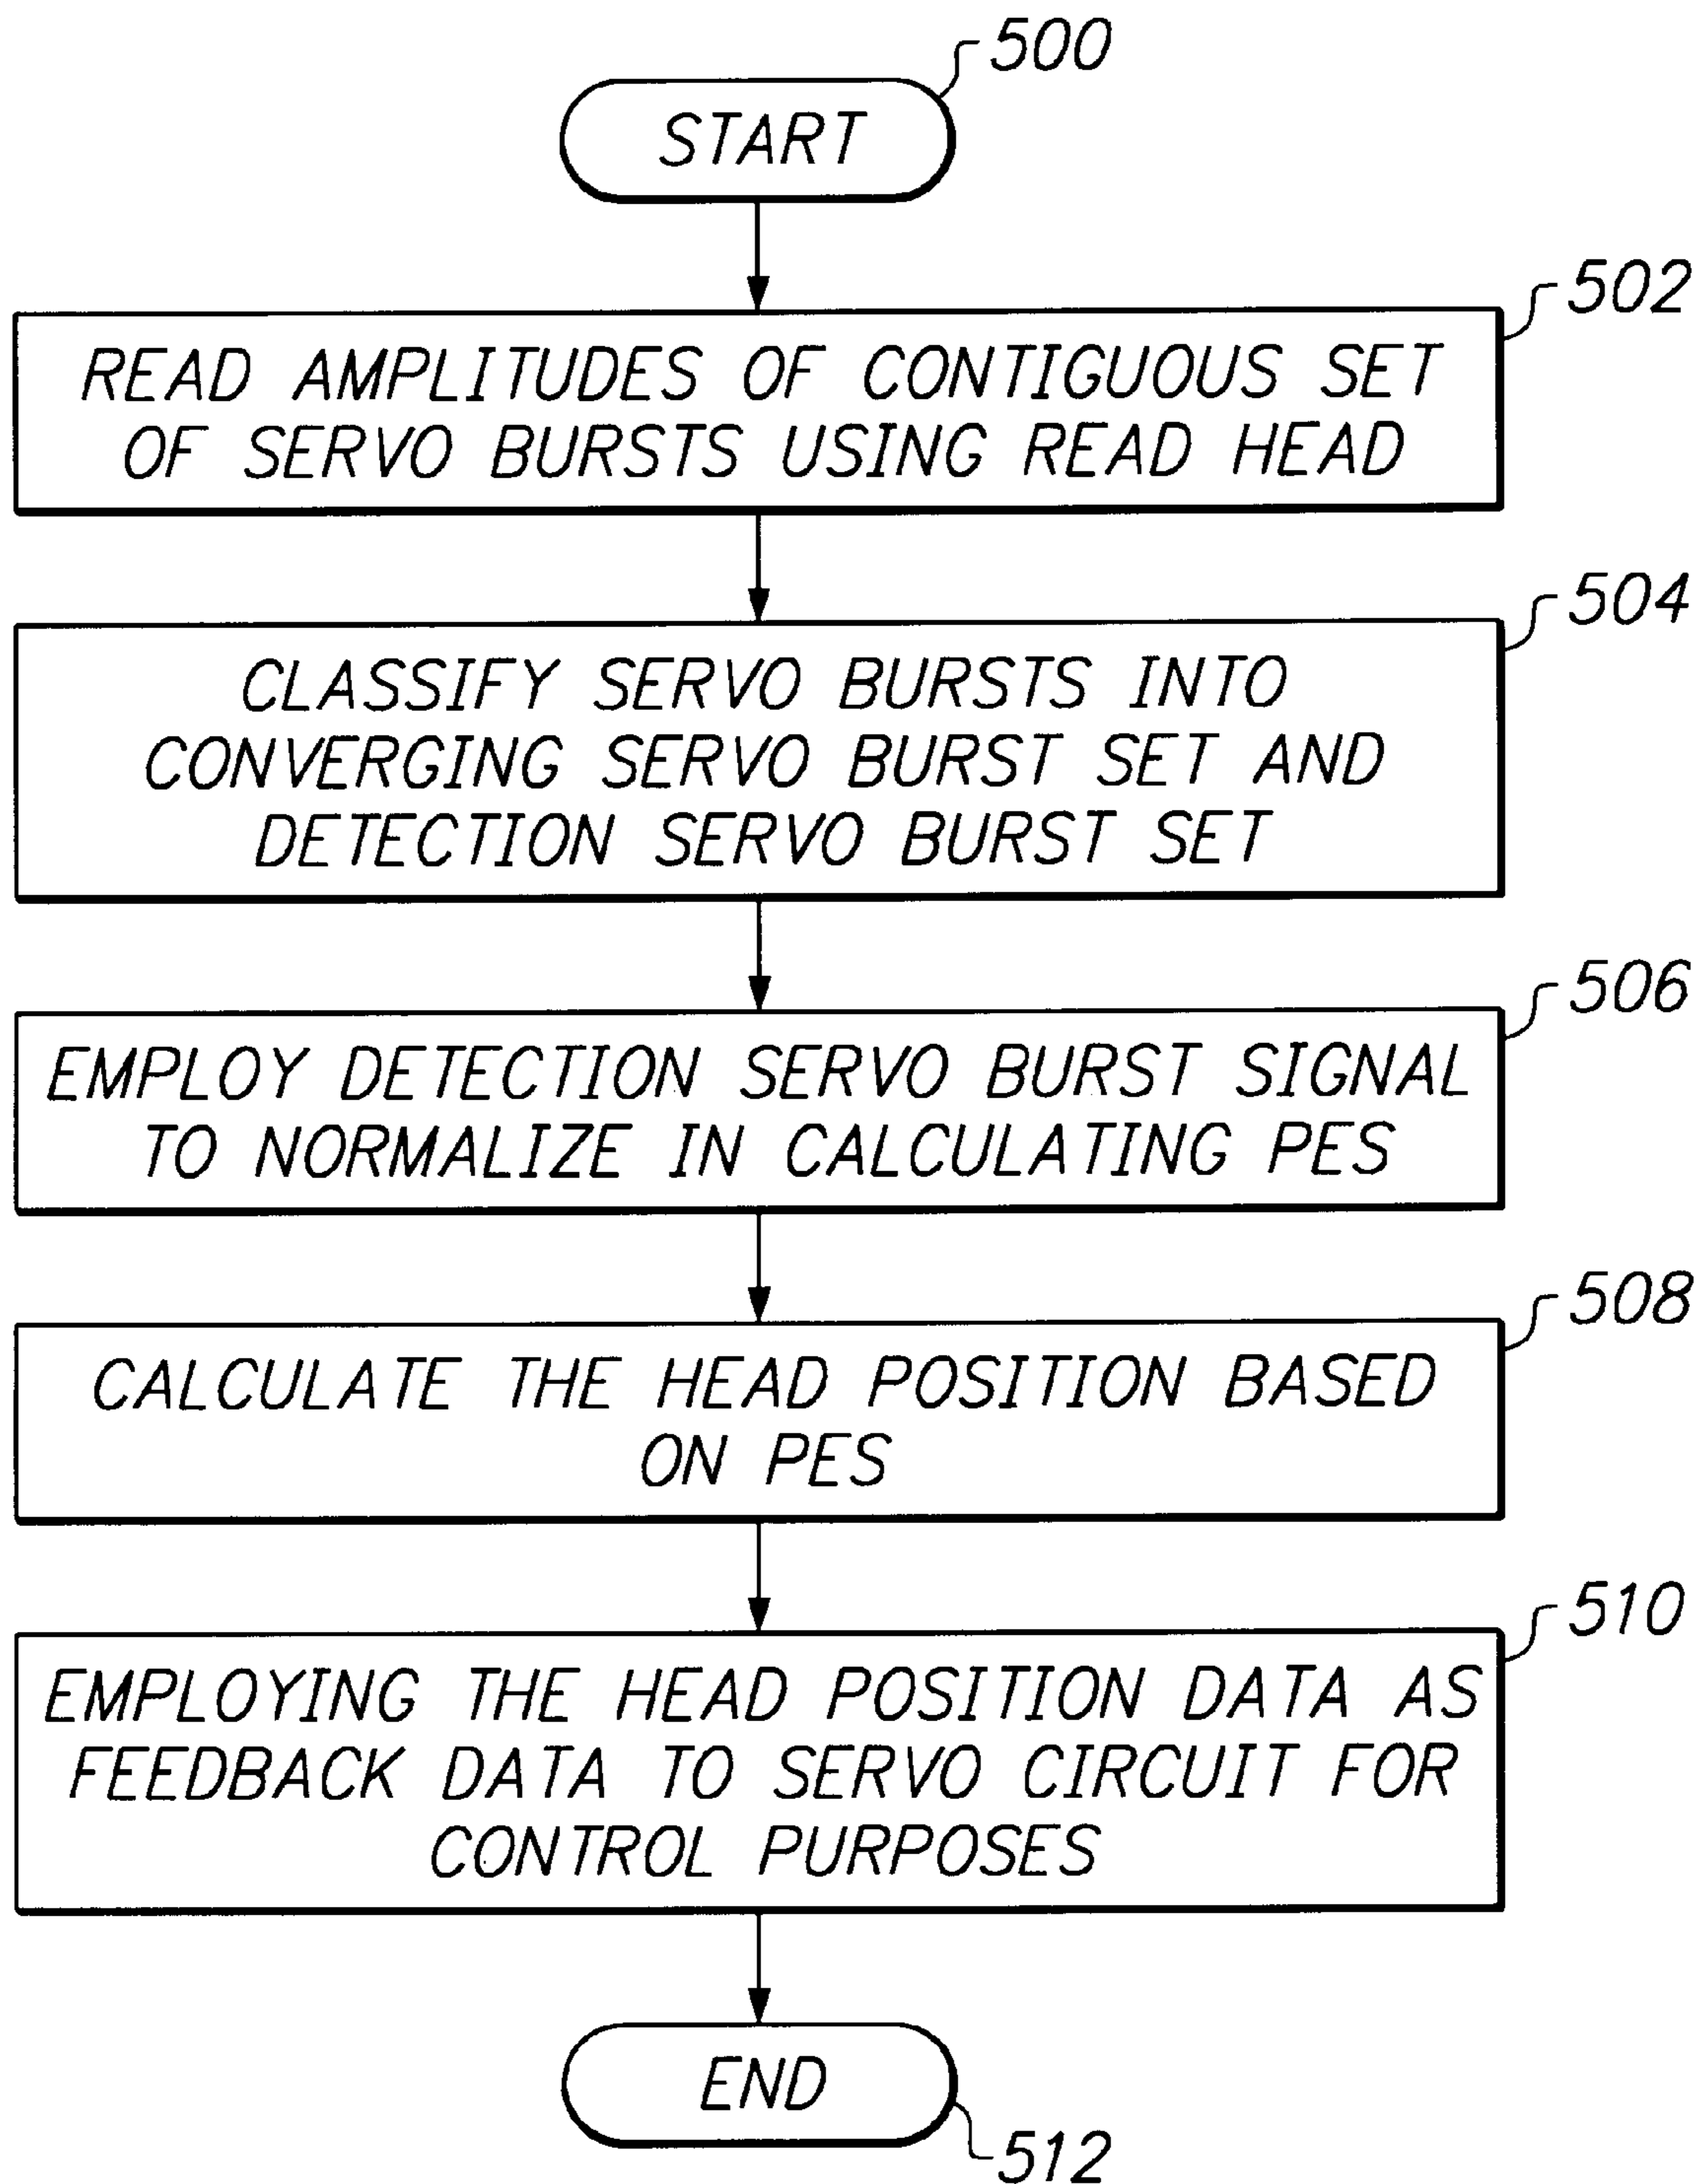 500
START
502
READ AMPLITUDES OF CONTIGUOUS SET
OF SERVO BURSTS USING READ HEAD
504
CLASSIFY SERVO BURSTS INTO
CONVERGING SERVO BURST SET AND
DETECTION SERVO BURST SET
506
EMPLOY DETECTION SERVO BURST SIGNAL
TO NORMALIZE IN CALCULATING PES
508
CALCULATE THE HEAD POSITION BASED
ON PES
510
EMPLOYING THE HEAD POSITION DATA AS
FEEDBACK DATA TO SERVO CIRCUIT FOR
CONTROL PURPOSES
END
512